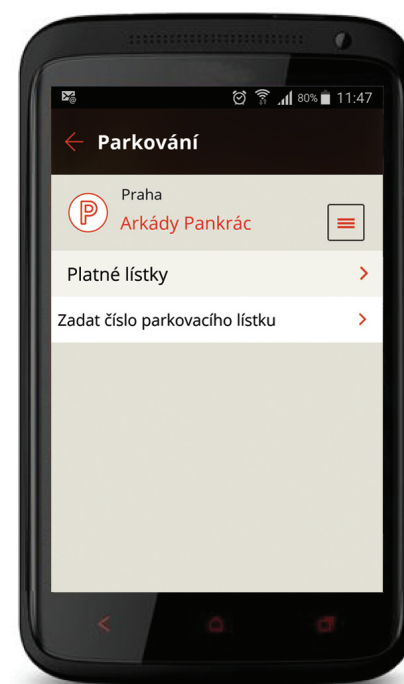 80% 11:47
Parkování
P Praha
Arkády Pankrác
Platné lístky
Zadat číslo parkovacího lístku